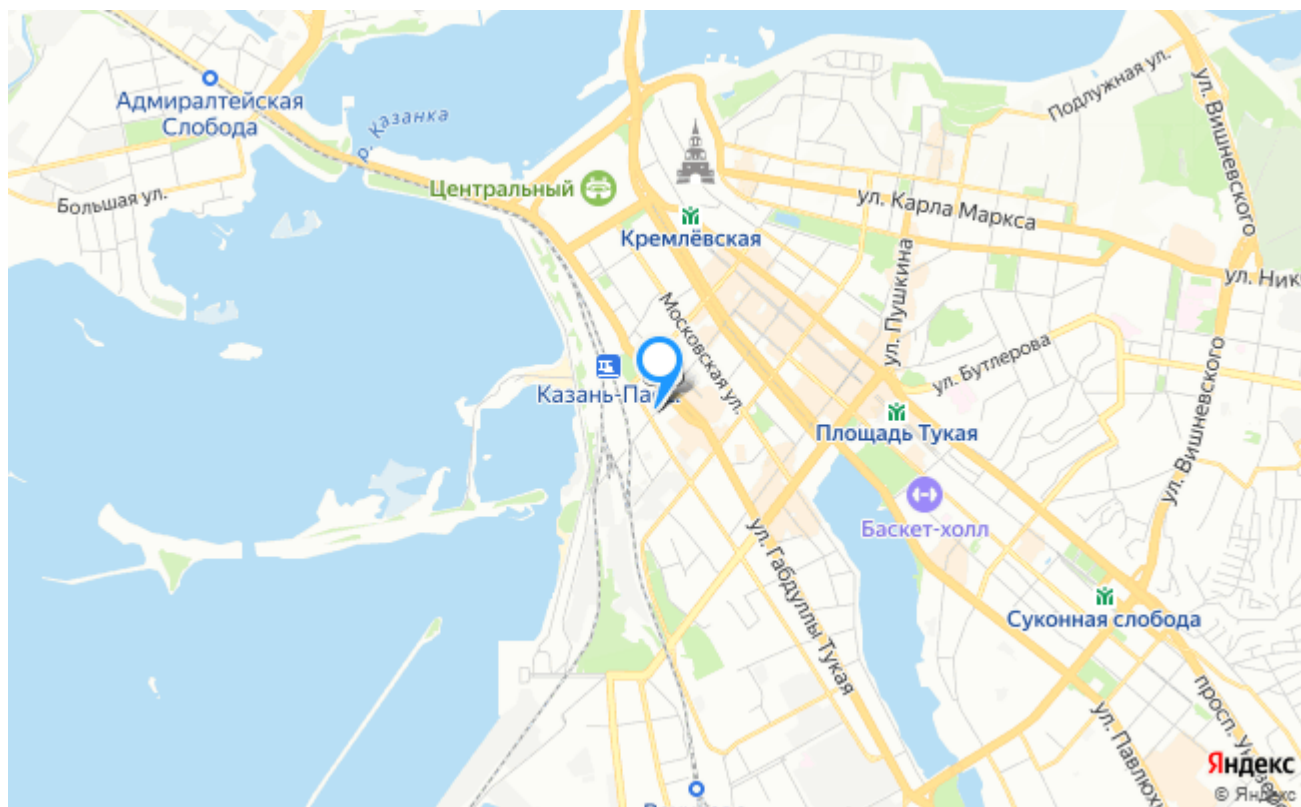 Адмиралтейская
Слобода
р. Казанка
Большая ул.
Центральный
Кремлёвская
Подлужная ул.
ул. Вишневского
ул. Карла Маркса
ул. Пушкина
ул. Ник
Московская ул.
ул. Бутлерова
Казань-Па
Площадь Тукая
ул. Вишневского
Баскет-холл
ул. Габдуллы Тукая
Суконная слобода
ул. Павлюх
просп. Ун
Яндекс
© Яндекс